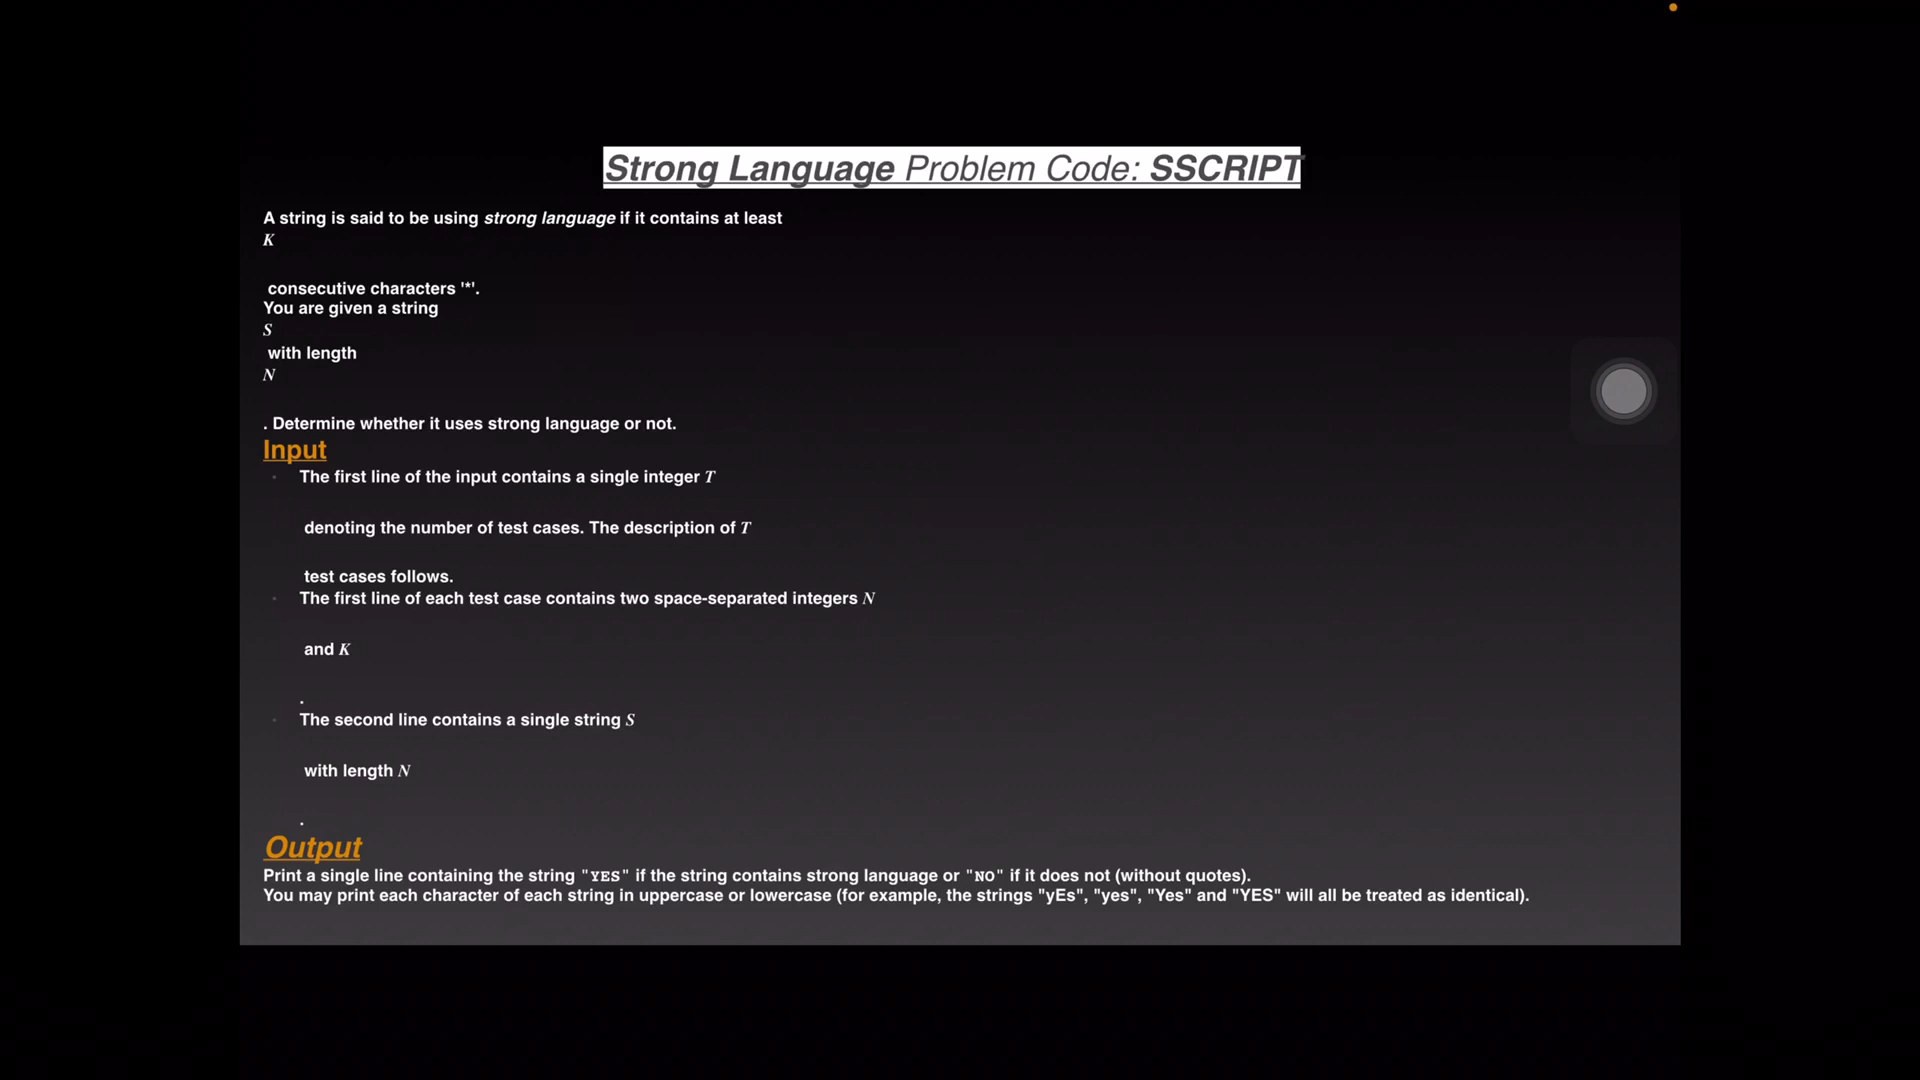 Strong Language Problem Code: SSCRIPT
A string is said to be using strong language if it contains at least
K
consecutive characters '*'.
You are given a string
S
with length
N
. Determine whether it uses strong language or not.
Input
The first line of the input contains a single integer T
denoting the number of test cases. The description of T
test cases follows.
The first line of each test case contains two space-separated integers N
and K
.
The second line contains a single string S
with length N
.
Output
Print a single line containing the string "YES" if the string contains strong language or "NO" if it does not (without quotes).
You may print each character of each string in uppercase or lowercase (for example, the strings "yEs", "yes", "Yes" and "YES" will all be treated as identical).